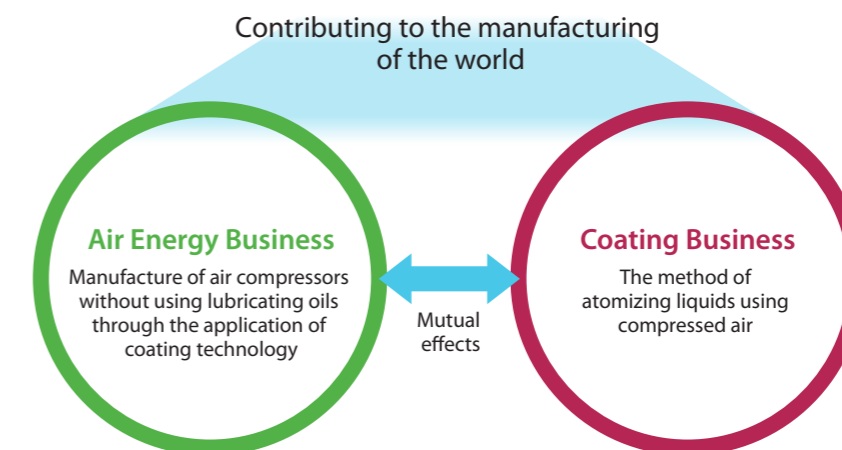 Contributing to the manufacturing
of the world
Air Energy Business
Manufacture of air compressors
without using lubricating oils
through the application of
coating technology
Mutual
effects
Coating Business
The method of
atomizing liquids using
compressed air